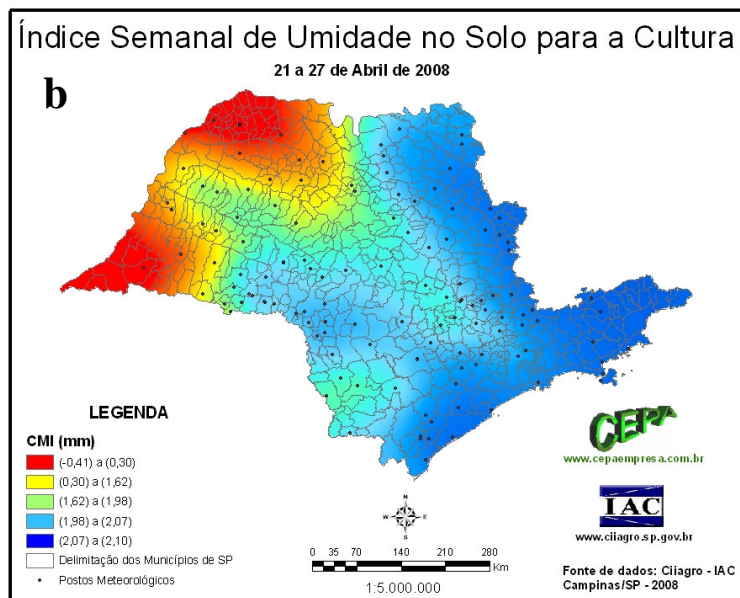 Índice Semanal de Umidade no Solo para a Cultura
21 a 27 de Abril de 2008
b
LEGENDA
CMI (mm)
(-0,41) a (0,30)
(0,30) a (1,62)
(1,62) a (1,98)
(1,98) a (2,07)
(2,07) a (2,10)
Delimitação dos Municípios de SP
Postos Meteorológicos
N
W E
S
0 35 70 140 210 280
Km
1:5.000.000
CEPA
www.cepaempresa.com.br
IAC
www.ciiagro.sp.gov.br
Fonte de dados: Ciiagro - IAC
Campinas/SP - 2008